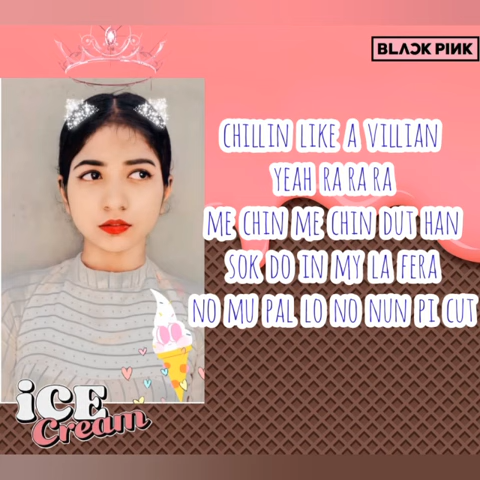 BLACKPINK
CHILLIN LIKE A VILLIAN
YEAH RA RA RA
ME CHIN ME CHIN DUT HAN
SOK DO IN MY LA FERA
NO MU PAL LO NO NUN PI CUT
iCE
Cream